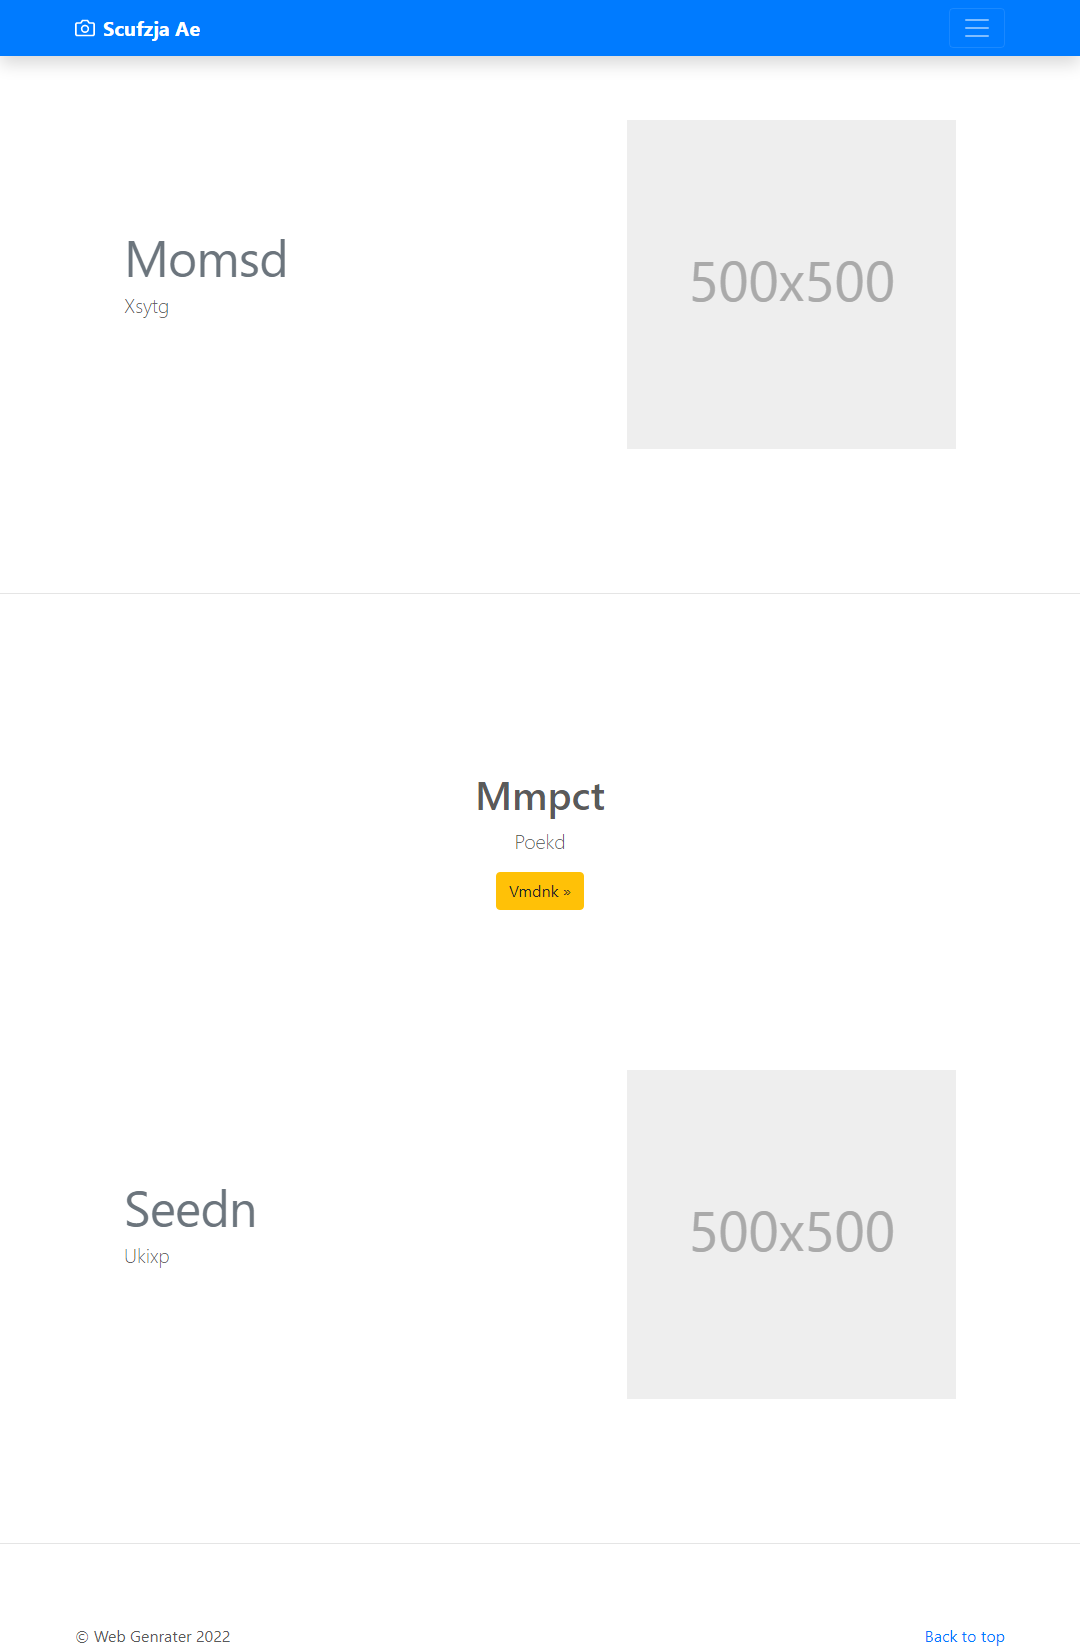 Scufzja Ae
Momsd
Xsytg
500x500
Mmpct
Poekd
Vmdnk »
Seedn
Ukixp
500x500
© Web Genrater 2022
Back to top